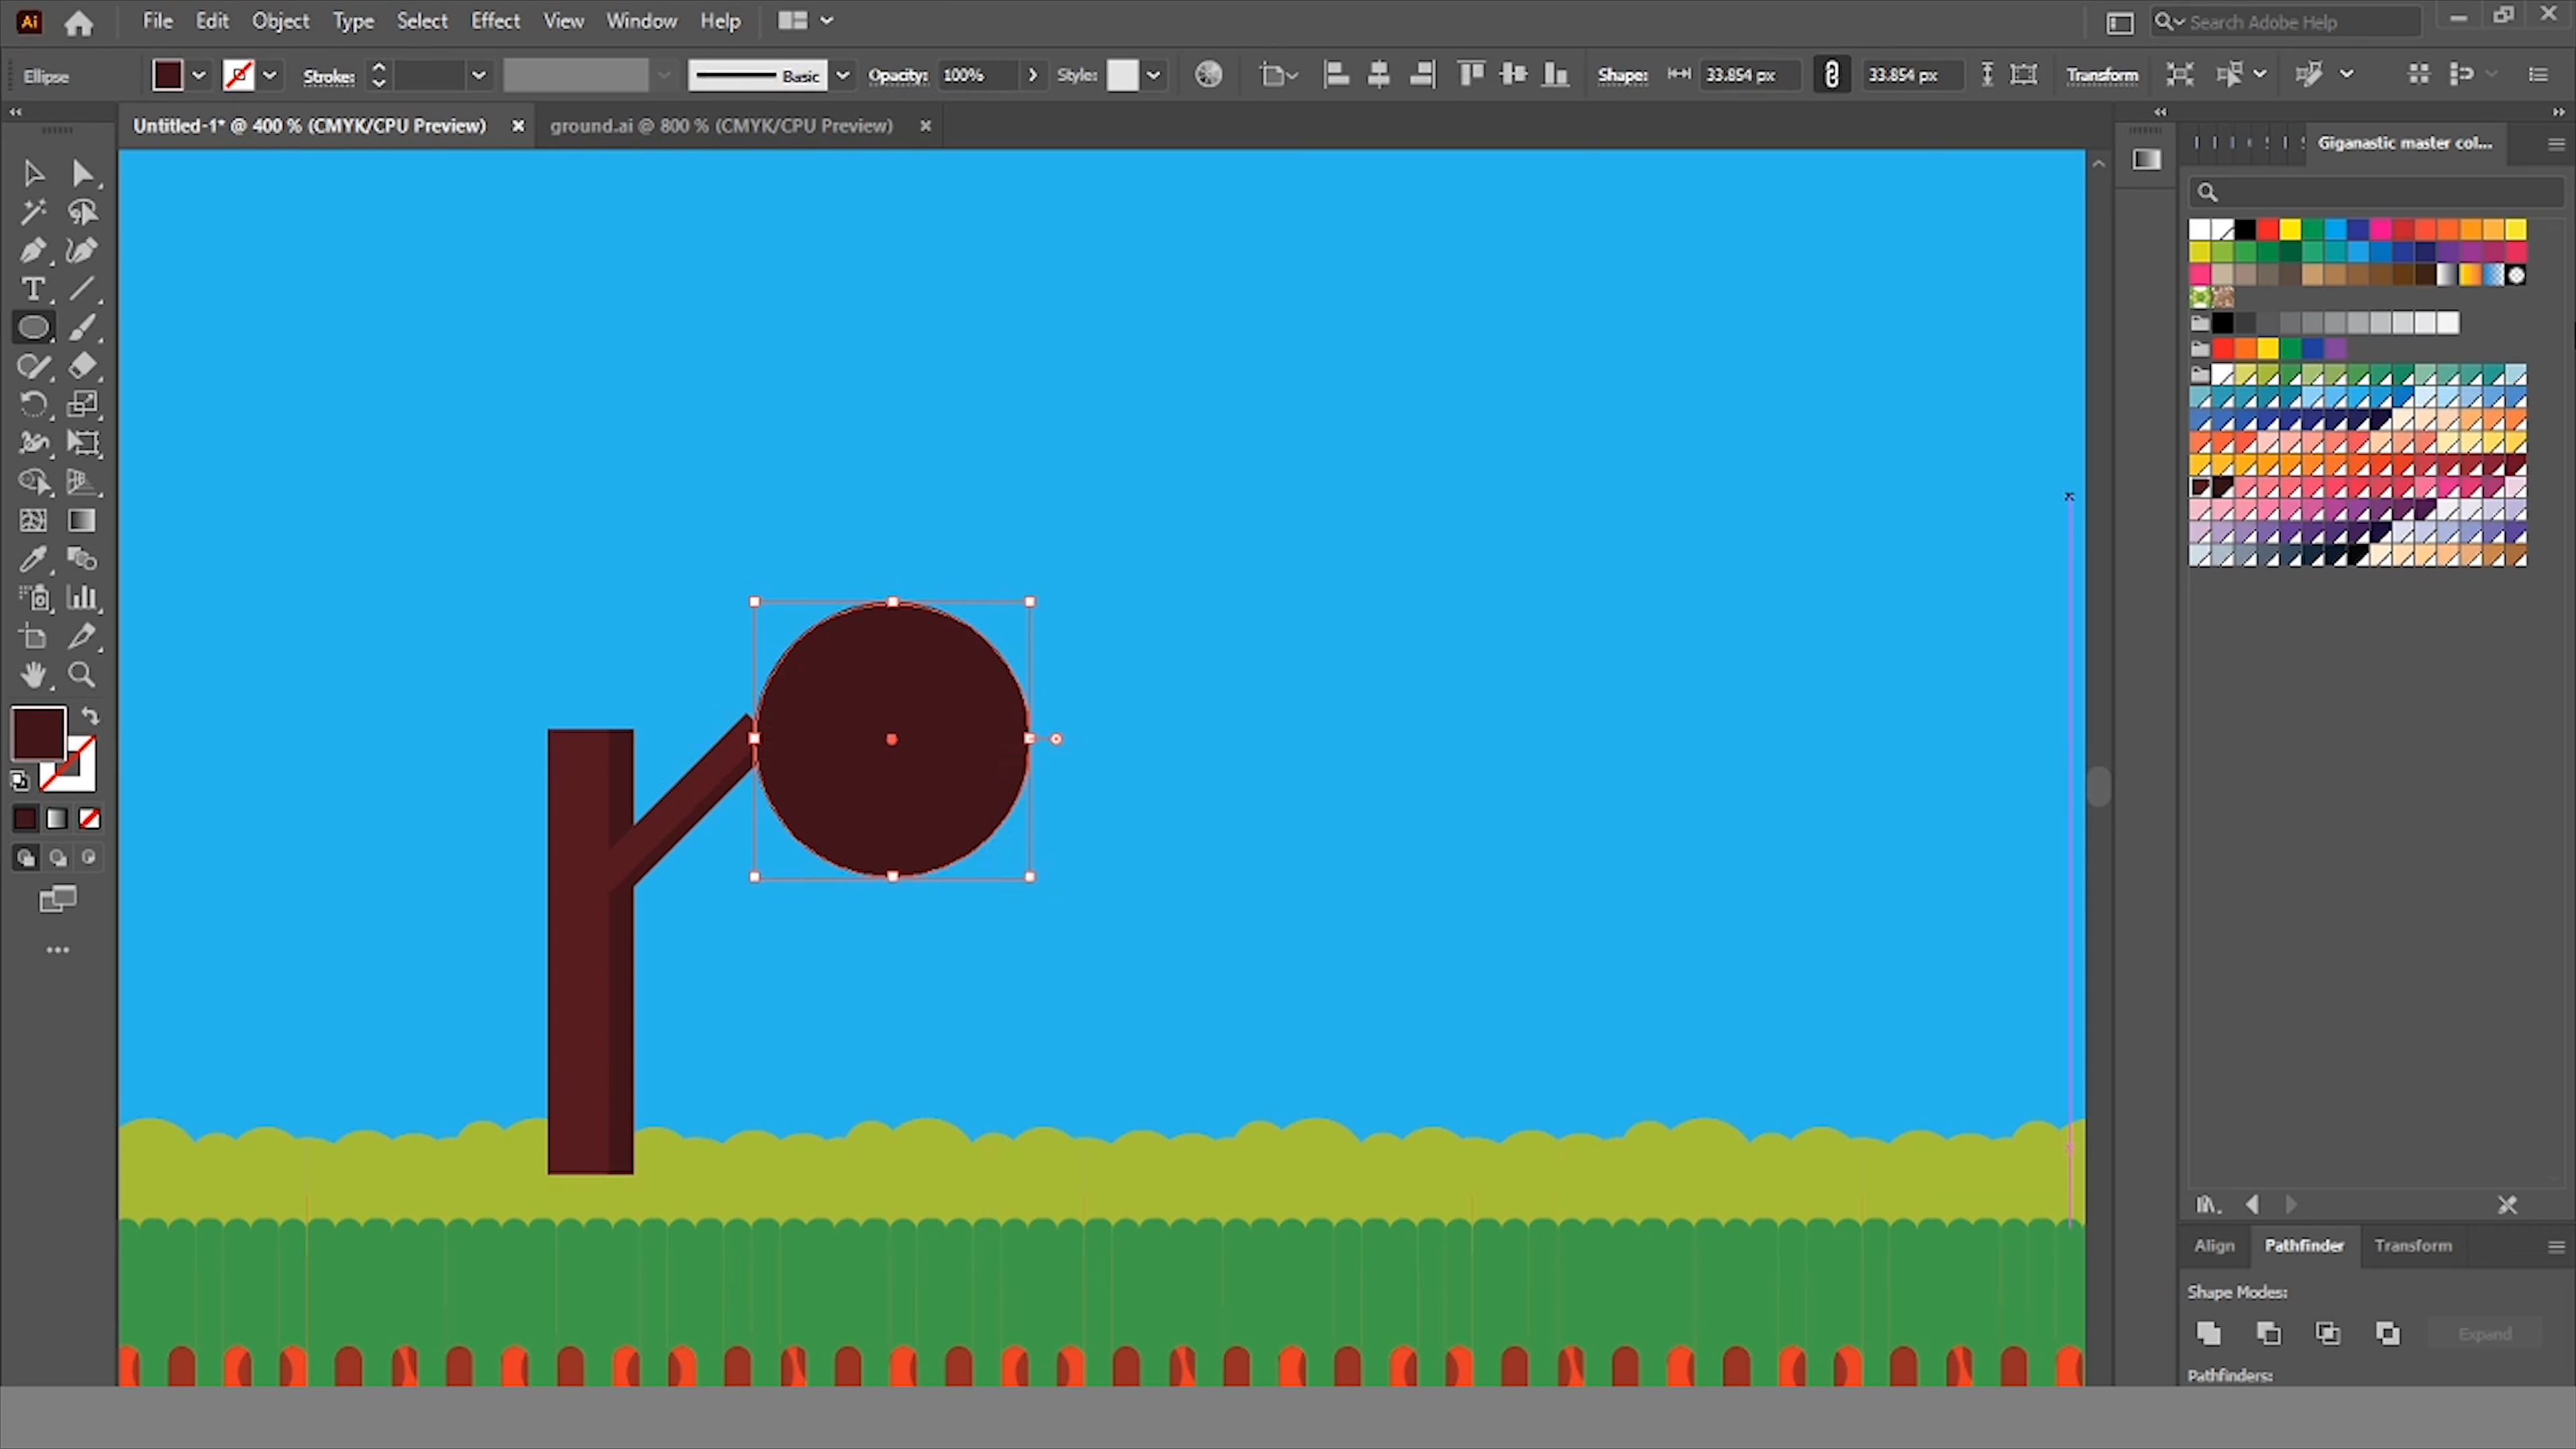 Ai File Edit Object Type Select Effect View Window Help Search Adobe Help
Ellipse Stroke: Basic Opacity: 100% Style: Shape: 33.854 px 33.854 px Transform
Untitled-1* @ 400 % (CMYK/CPU Preview) ground.ai @ 800 % (CMYK/CPU Preview)
Giganastic master col...
Align Pathfinder Transform
Shape Modes:
Expand
Pathfinders: